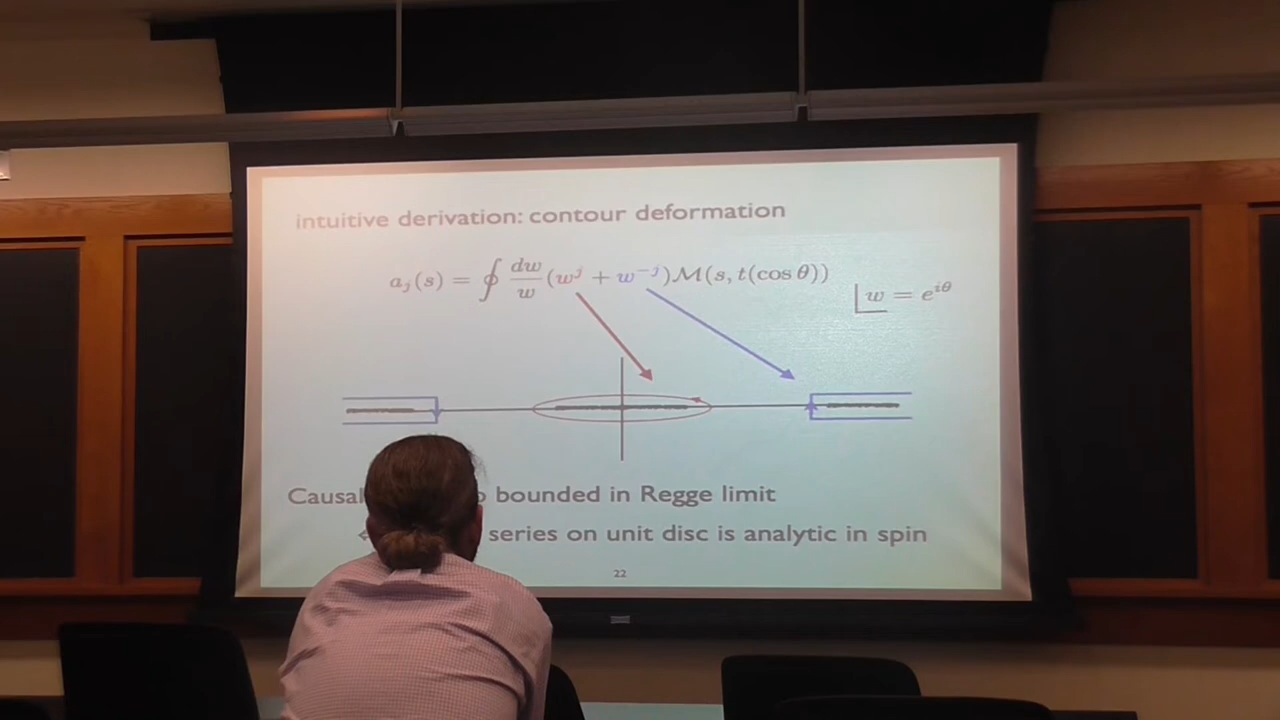 intuitive derivation: contour deformation
a_j(s) = ∮ dw/w (w^j + w^{-j}) M(s, t(cos θ))
w = e^{iθ}
bounded in Regge limit
series on unit disc is analytic in spin
22